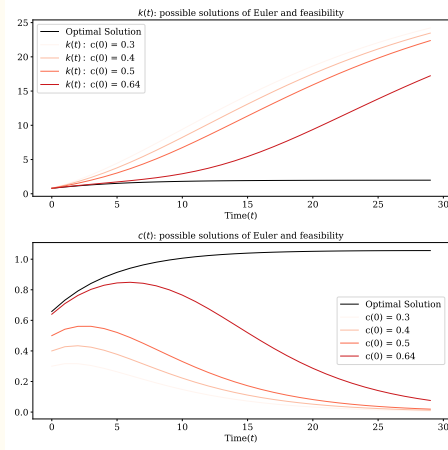 k(t): possible solutions of Euler and feasibility
25
20
15
10
5
0
Optimal Solution
k(t): c(0) = 0.3
k(t): c(0) = 0.4
k(t): c(0) = 0.5
k(t): c(0) = 0.64
0 5 10 15 20 25 30
Time(t)
c(t): possible solutions of Euler and feasibility
1.0
0.8
0.6
0.4
0.2
0.0
Optimal Solution
c(0) = 0.3
c(0) = 0.4
c(0) = 0.5
c(0) = 0.64
0 5 10 15 20 25 30
Time(t)